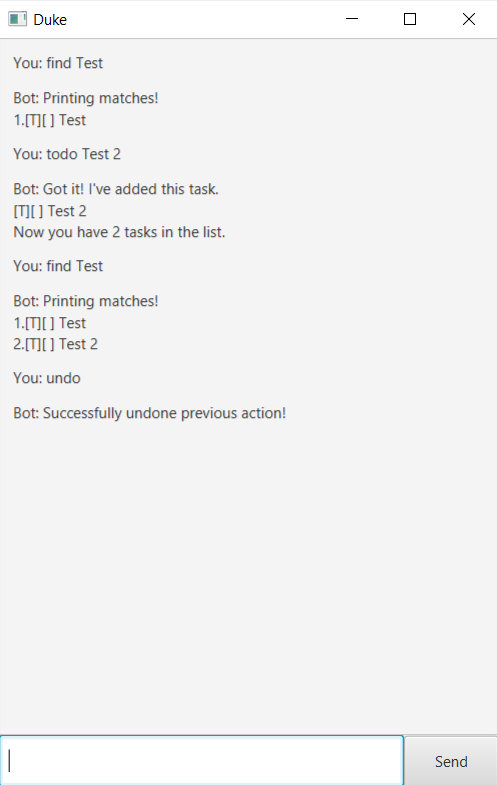 Duke
You: find Test
Bot: Printing matches!
1.[T][ ] Test
You: todo Test 2
Bot: Got it! I've added this task.
[T][ ] Test 2
Now you have 2 tasks in the list.
You: find Test
Bot: Printing matches!
1.[T][ ] Test
2.[T][ ] Test 2
You: undo
Bot: Successfully undone previous action!
Send